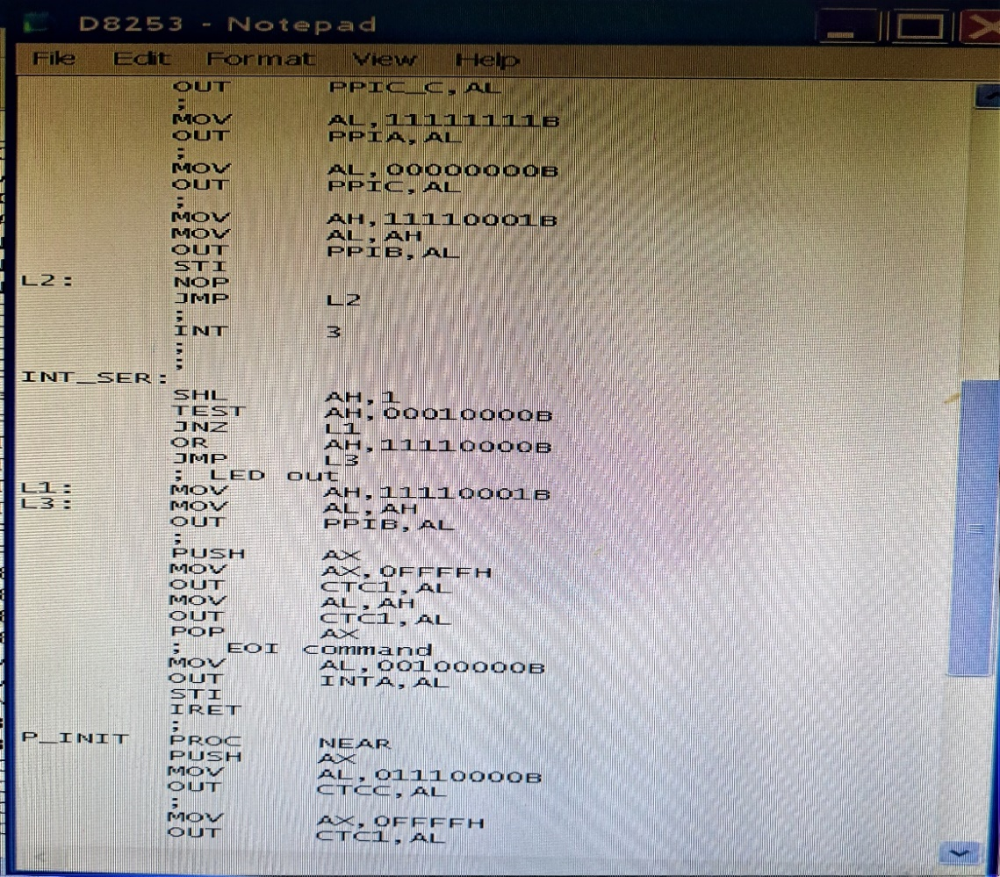 D8253 - Notepad
File Edit Format View Help
OUT PPIC_C,AL
;
MOV AL,11111111B
OUT PPIA,AL
;
MOV AL,00000000B
OUT PPIC,AL
;
MOV AH,11110001B
MOV AL,AH
OUT PPIB,AL
STI
L2: NOP
JMP L2
;
INT 3
;
;
INT_SER:
SHL AH,1
TEST AH,00010000B
JNZ L1
OR AH,11110000B
JMP L3
; LED out
L1: MOV AH,11110001B
L3: MOV AL,AH
OUT PPIB,AL
;
PUSH AX
MOV AX,0FFFFH
OUT CTC1,AL
MOV AL,AH
OUT CTC1,AL
POP AX
; EOI command
MOV AL,00100000B
OUT INTA,AL
STI
IRET
;
P_INIT PROC NEAR
PUSH AX
MOV AL,01110000B
OUT CTCC,AL
;
MOV AX,0FFFFH
OUT CTC1,AL